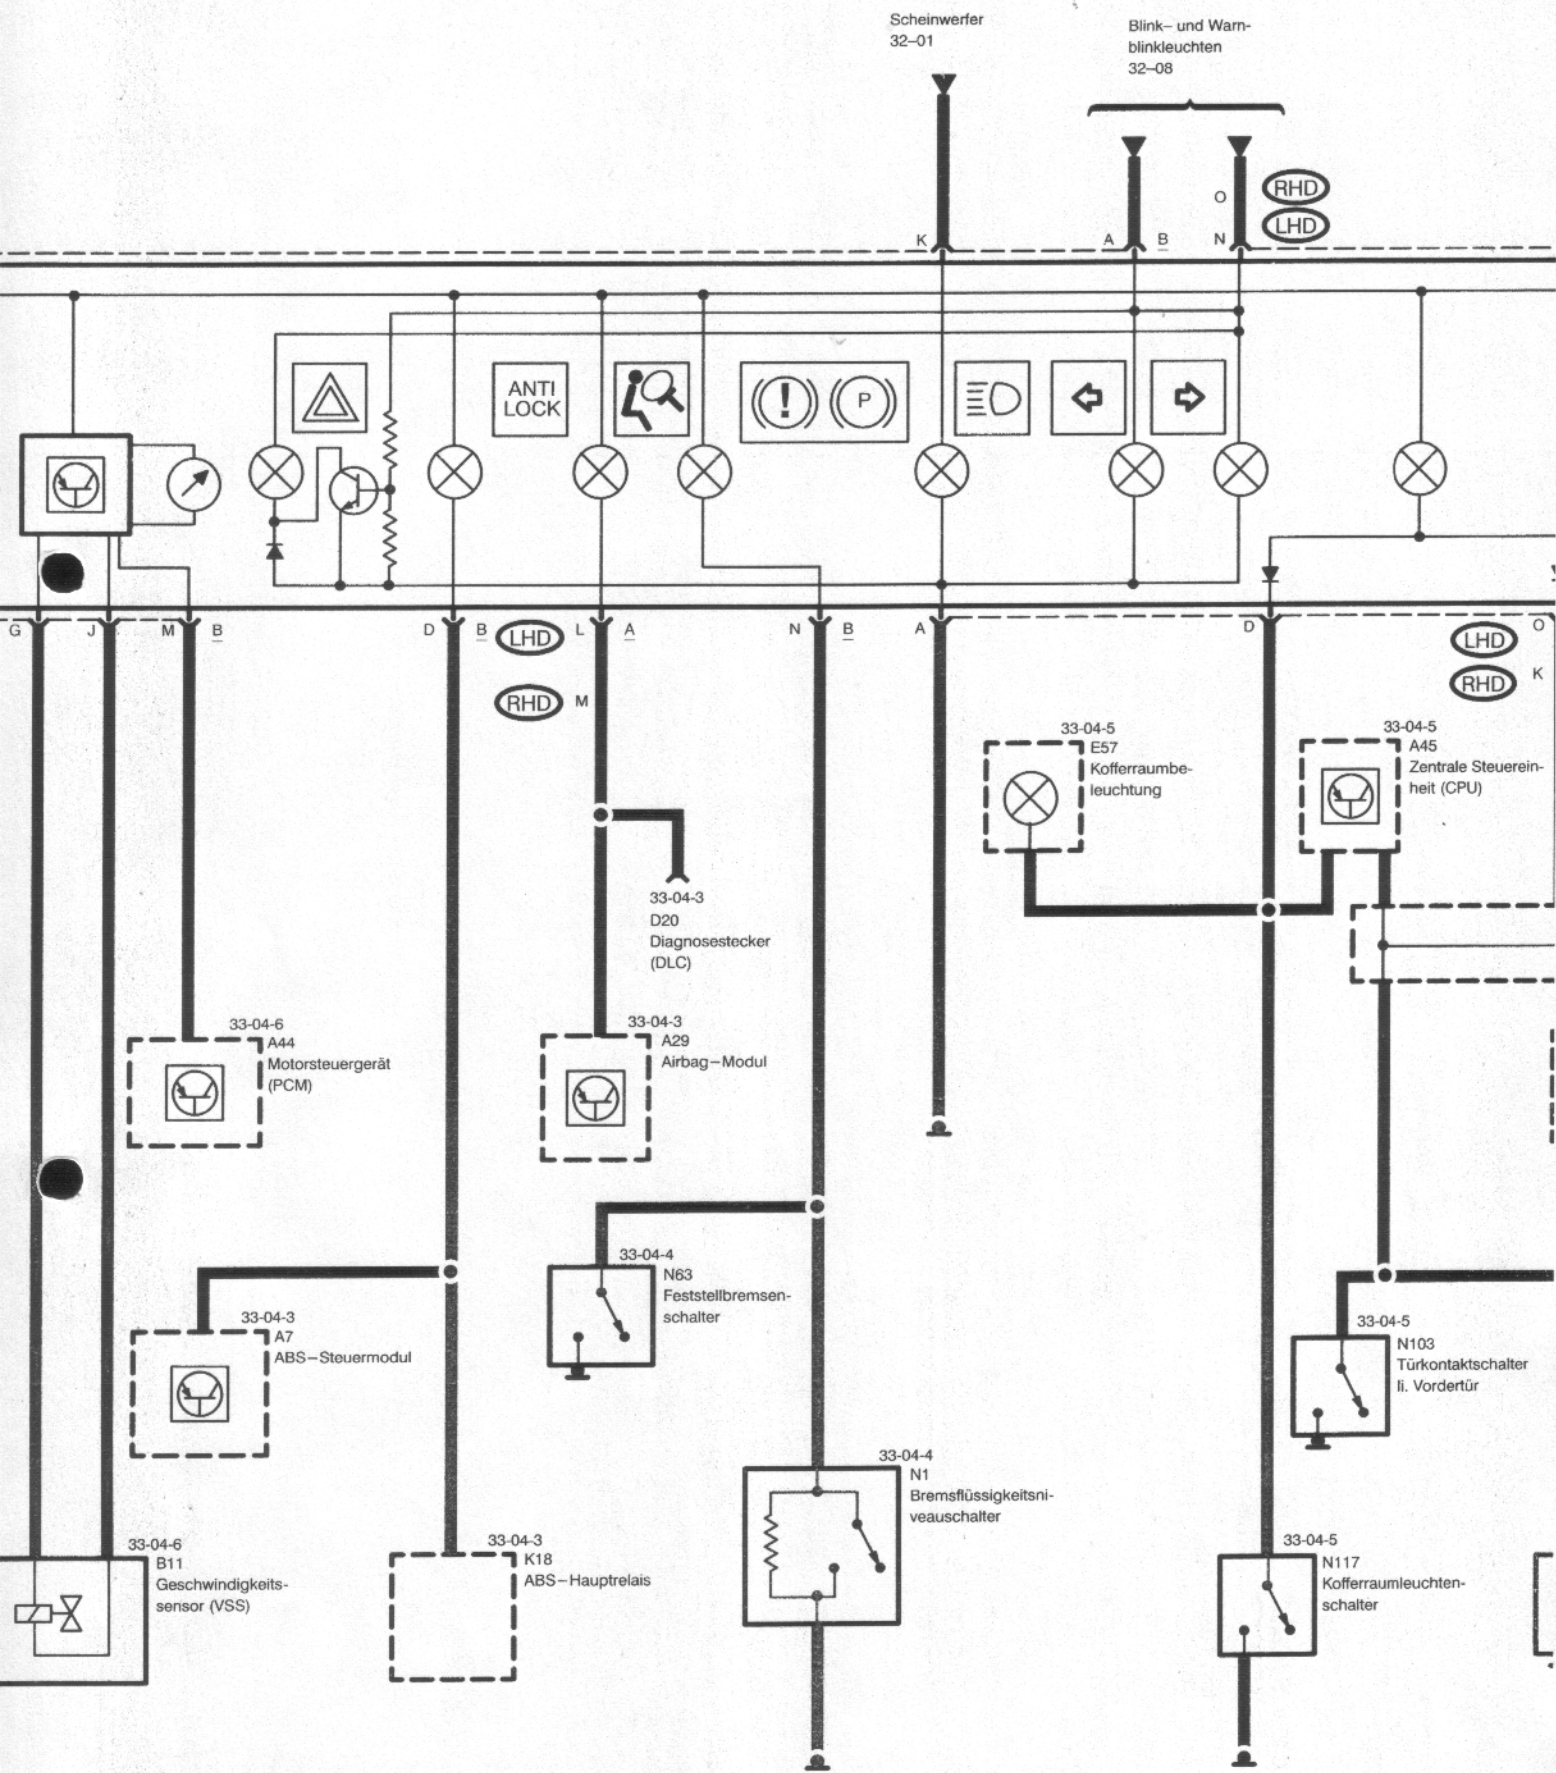 Scheinwerfer
32–01
Blink– und Warn-
blinkleuchten
32–08
O
RHD
LHD
K
A
B
N
ANTI
LOCK
!
P
G
J
M
B
D
B
LHD
L
A
RHD
M
N
B
A
D
LHD
O
RHD
K
33-04-5
E57
Kofferraumbe-
leuchtung
33-04-5
A45
Zentrale Steuerein-
heit (CPU)
33-04-3
D20
Diagnosestecker
(DLC)
33-04-6
A44
Motorsteuergerät
(PCM)
33-04-3
A29
Airbag–Modul
33-04-4
N63
Feststellbremsen-
schalter
33-04-3
A7
ABS–Steuermodul
33-04-5
N103
Türkontaktschalter
li. Vordertür
33-04-4
N1
Bremsflüssigkeitsni-
veauschalter
33-04-6
B11
Geschwindigkeits-
sensor (VSS)
33-04-3
K18
ABS–Hauptrelais
33-04-5
N117
Kofferraumleuchten-
schalter